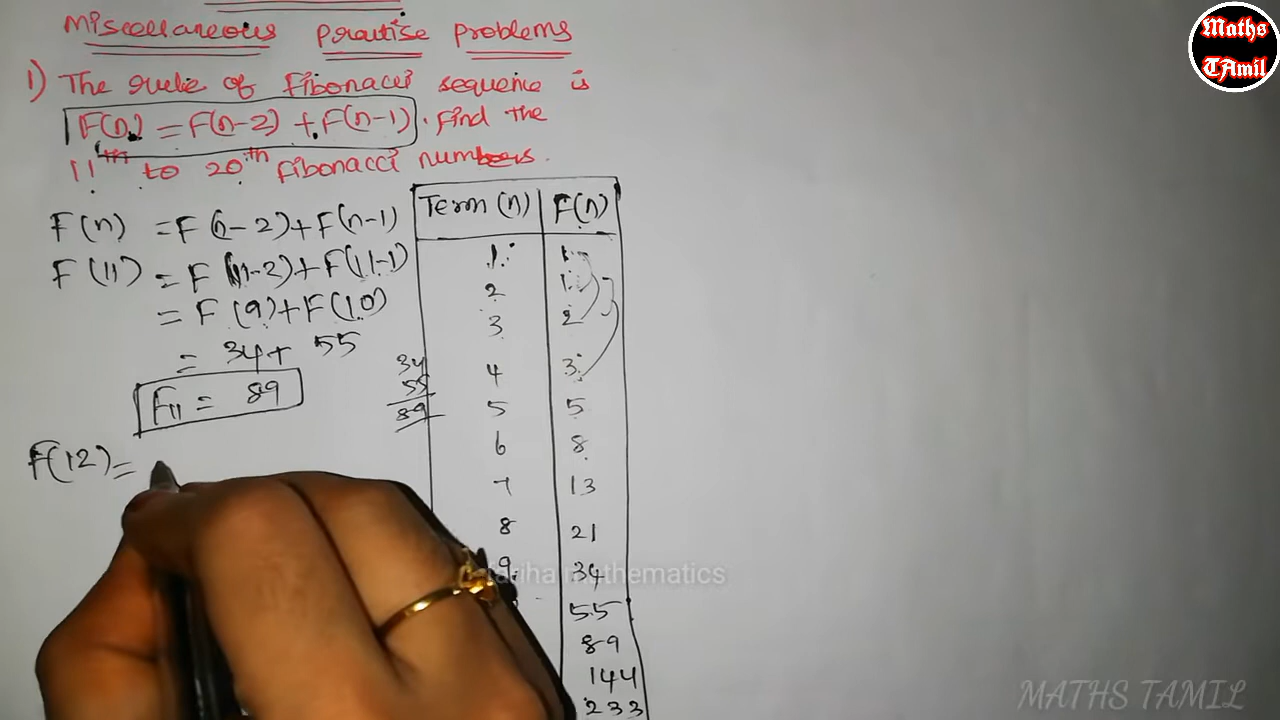 Miscellaneous Practise Problems
1) The rule of Fibonacci sequence is
F(n) = F(n-2) + F(n-1). Find the
11th to 20th Fibonacci numbers.
F(n) = F(n-2)+F(n-1)
F(11) = F(11-2)+F(11-1)
= F(9)+F(10)
= 34+ 55
F11 = 89
34
55
89
F(12)=
Term (n) F(n)
1 1
2 1
3 2
4 3
5 5
6 8
7 13
8 21
9 34
55
89
144
233
Maths
TAmil
mathematics
MATHS TAMIL